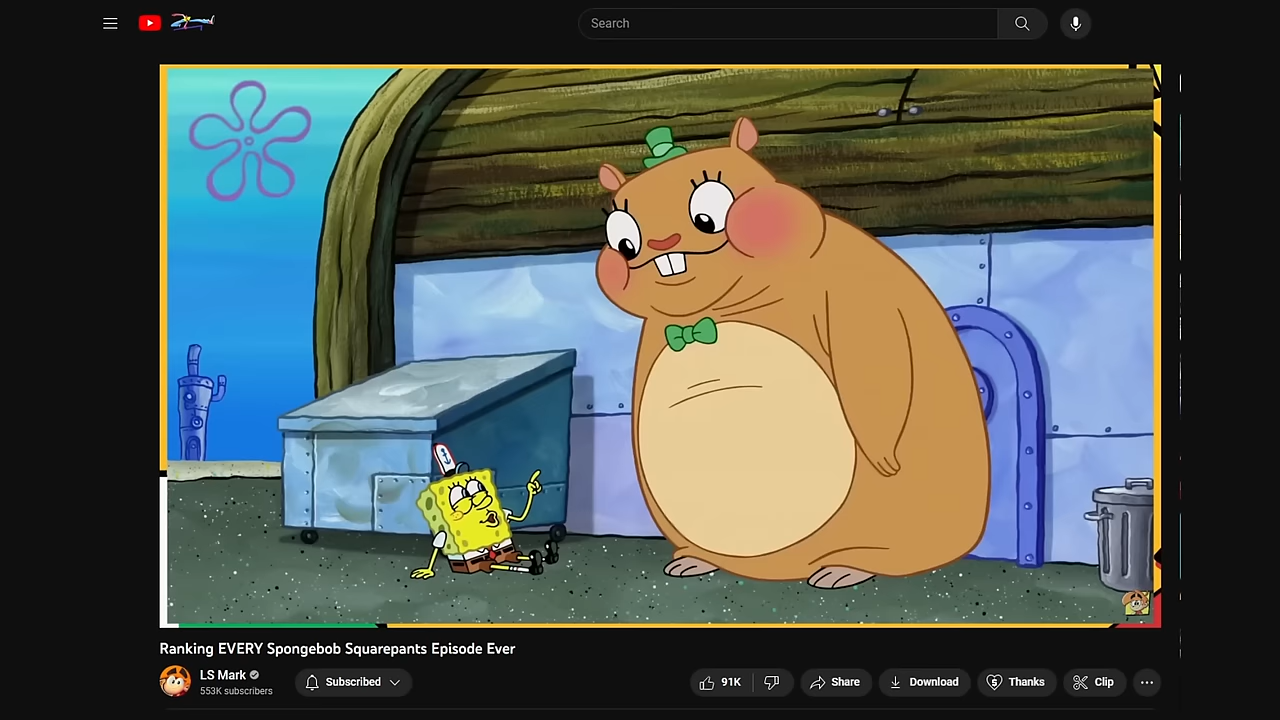 Search
Ranking EVERY Spongebob Squarepants Episode Ever
LS Mark
553K subscribers
Subscribed
91K
Share
Download
Thanks
Clip